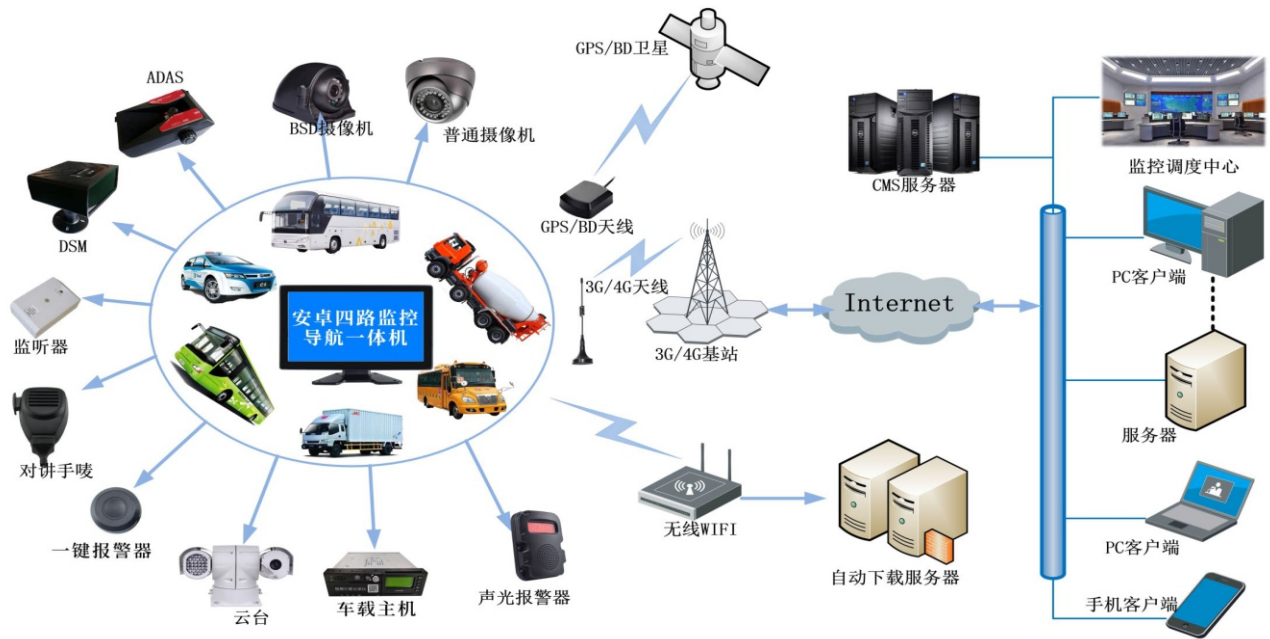 GPS/BD卫星
ADAS
BSD摄像机
普通摄像机
CMS服务器
监控调度中心
DSM
GPS/BD天线
PC客户端
3G/4G天线
Internet
安卓四路监控
导航一体机
监听器
3G/4G基站
服务器
对讲手唛
无线WIFI
一键报警器
PC客户端
自动下载服务器
声光报警器
车载主机
手机客户端
云台